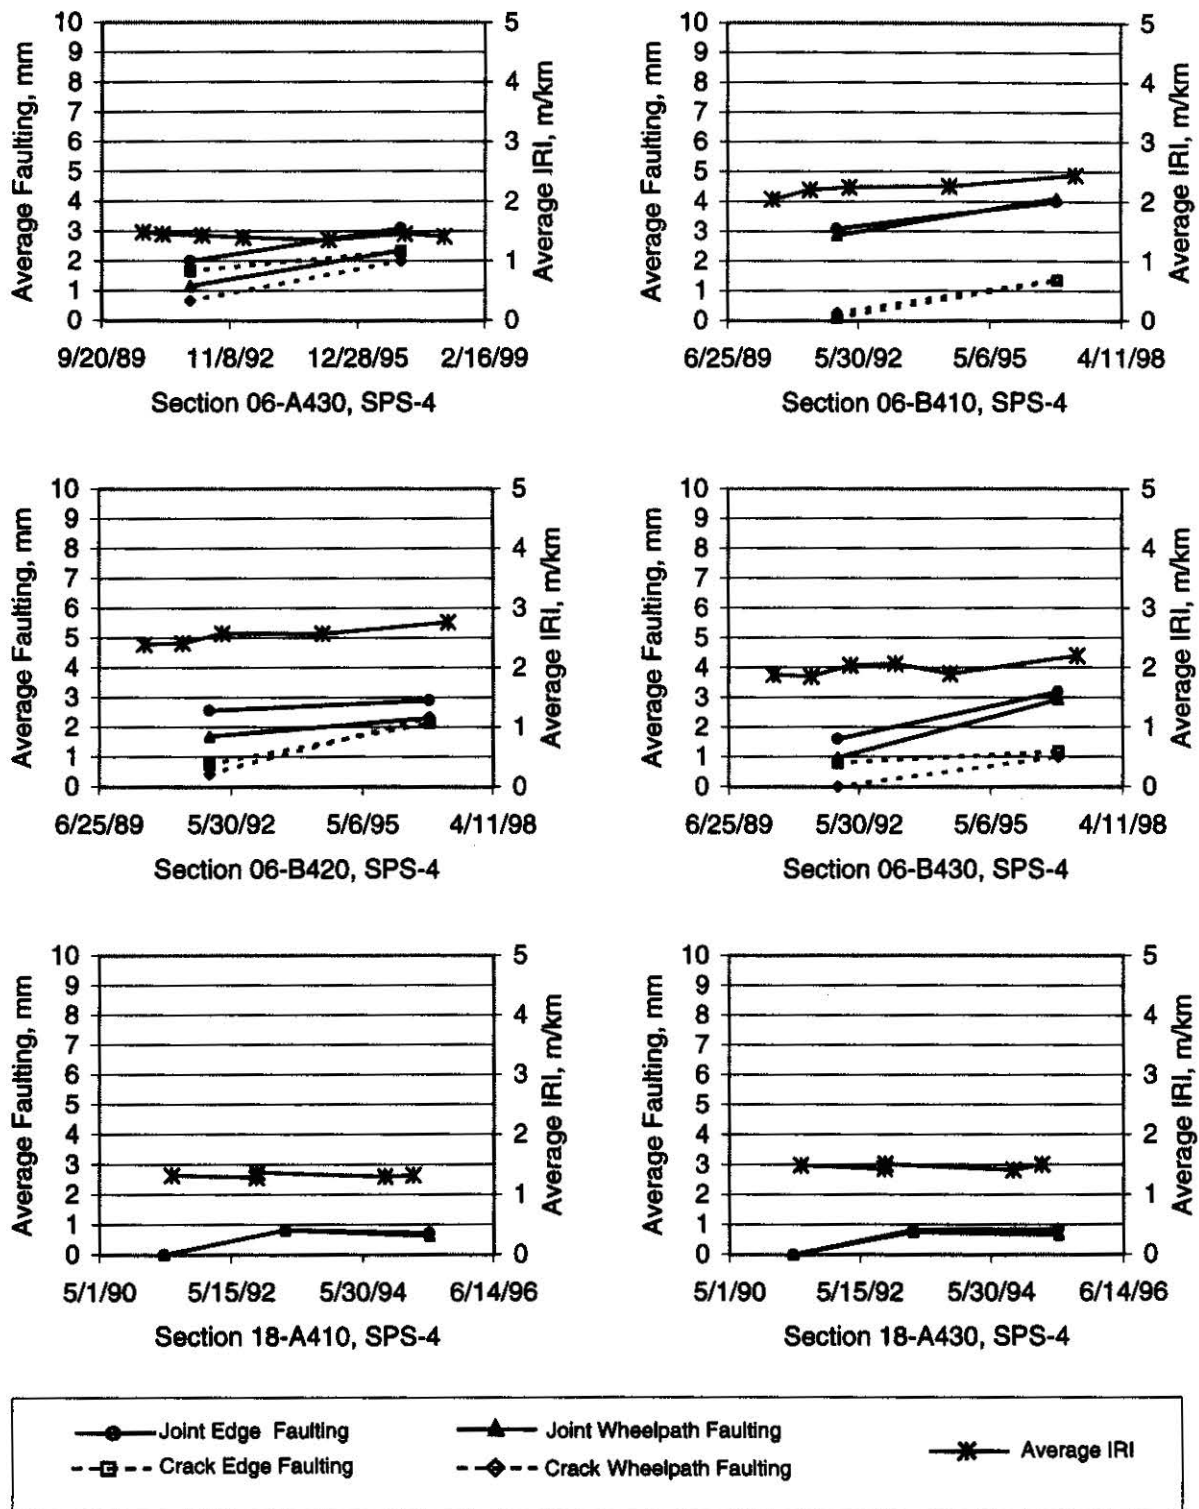 10 9 8 7 6 5 4 3 2 1 0
Average Faulting, mm
5 4 3 2 1 0
Average IRI, m/km
9/20/89 11/8/92 12/28/95 2/16/99
Section 06-A430, SPS-4
10 9 8 7 6 5 4 3 2 1 0
Average Faulting, mm
5 4 3 2 1 0
Average IRI, m/km
6/25/89 5/30/92 5/6/95 4/11/98
Section 06-B410, SPS-4
10 9 8 7 6 5 4 3 2 1 0
Average Faulting, mm
5 4 3 2 1 0
Average IRI, m/km
6/25/89 5/30/92 5/6/95 4/11/98
Section 06-B420, SPS-4
10 9 8 7 6 5 4 3 2 1 0
Average Faulting, mm
5 4 3 2 1 0
Average IRI, m/km
6/25/89 5/30/92 5/6/95 4/11/98
Section 06-B430, SPS-4
10 9 8 7 6 5 4 3 2 1 0
Average Faulting, mm
5 4 3 2 1 0
Average IRI, m/km
5/1/90 5/15/92 5/30/94 6/14/96
Section 18-A410, SPS-4
10 9 8 7 6 5 4 3 2 1 0
Average Faulting, mm
5 4 3 2 1 0
Average IRI, m/km
5/1/90 5/15/92 5/30/94 6/14/96
Section 18-A430, SPS-4
Joint Edge Faulting
Joint Wheelpath Faulting
Average IRI
Crack Edge Faulting
Crack Wheelpath Faulting